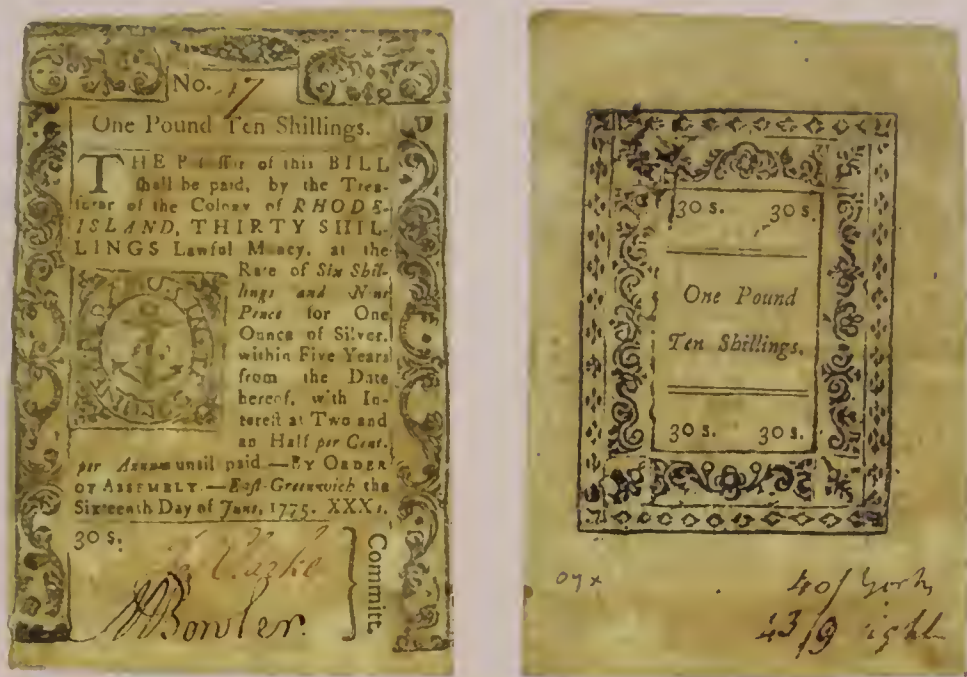 No. 17
One Pound Ten Shillings.
THE Possessor of this BILL
shall be paid, by the Trea-
surer of the Colony of RHODE-
ISLAND, THIRTY SHIL-
LINGS Lawful Money, at the
Rate of Six Shil-
lings and Nine
Pence for One
Ounce of Silver,
within Five Years
from the Date
hereof, with In-
terest at Two and
an Half per Cent.
per Annum until paid.—BY ORDER
OF ASSEMBLY.—East-Greenwich the
Sixteenth Day of June, 1775. XXXs.
30 s.
Clarke
Bowler.
Committ.
30 s. 30 s.
One Pound
Ten Shillings.
30 s. 30 s.
40/ York
43/9